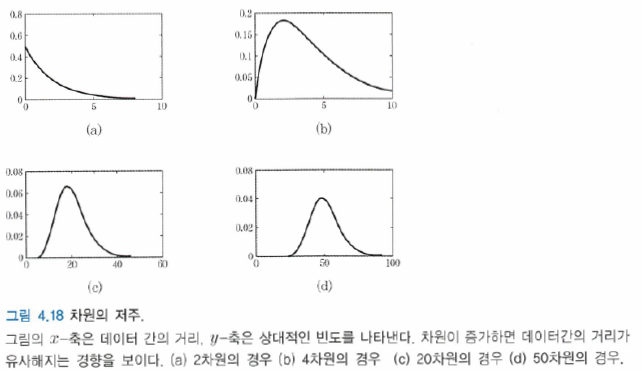 0.8
0.6
0.4
0.2
0
0 5 10
(a)
0.2
0.15
0.1
0.05
0
0 5 10
(b)
0.08
0.06
0.04
0.02
0
0 20 40 60
(c)
0.08
0.04
0.02
0
0 50 100
(d)
그림 4.18 차원의 저주.
그림의 x-축은 데이터 간의 거리, y-축은 상대적인 빈도를 나타낸다. 차원이 증가하면 데이터간의 거리가
유사해지는 경향을 보이다. (a) 2차원의 경우 (b) 4차원의 경우 (c) 20차원의 경우 (d) 50차원의 경우.